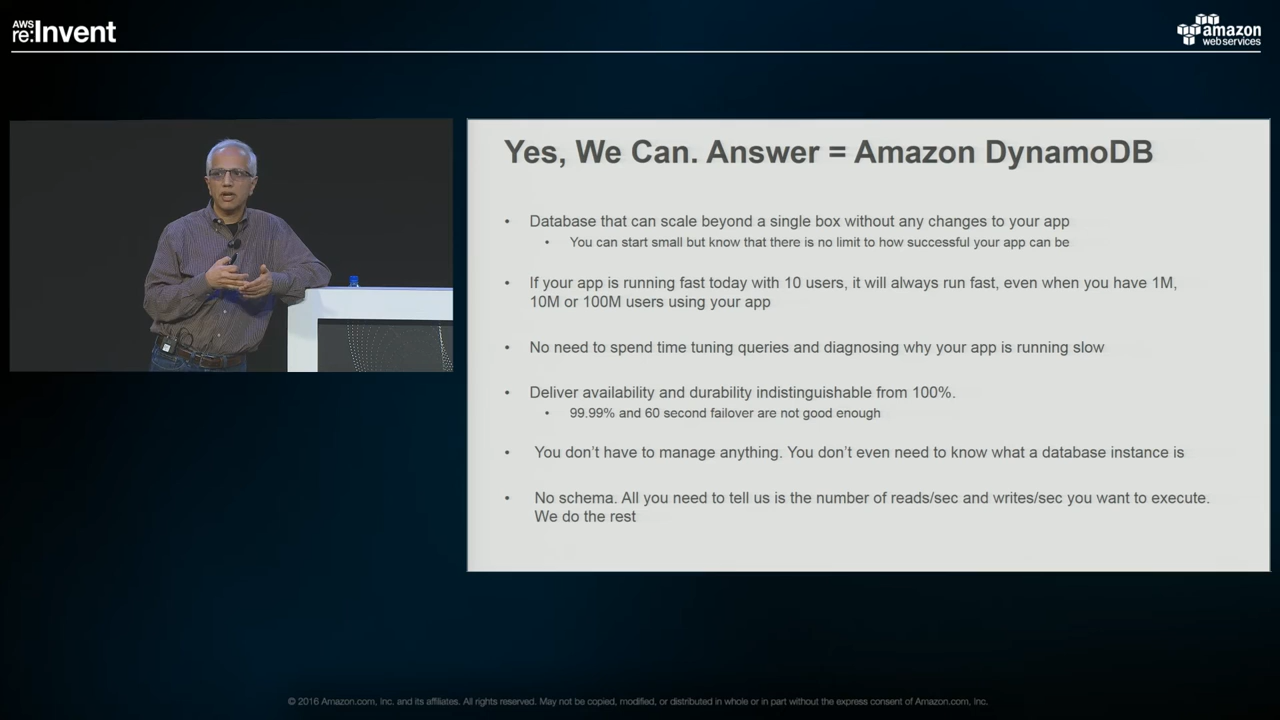 AWS
re:Invent
amazon
web services
Yes, We Can. Answer = Amazon DynamoDB
• Database that can scale beyond a single box without any changes to your app
• You can start small but know that there is no limit to how successful your app can be
• If your app is running fast today with 10 users, it will always run fast, even when you have 1M,
10M or 100M users using your app
• No need to spend time tuning queries and diagnosing why your app is running slow
• Deliver availability and durability indistinguishable from 100%.
• 99.99% and 60 second failover are not good enough
• You don't have to manage anything. You don't even need to know what a database instance is
• No schema. All you need to tell us is the number of reads/sec and writes/sec you want to execute.
We do the rest
© 2016 Amazon.com, Inc. and its affiliates. All rights reserved. May not be copied, modified, or distributed in whole or in part without the express consent of Amazon.com, Inc.